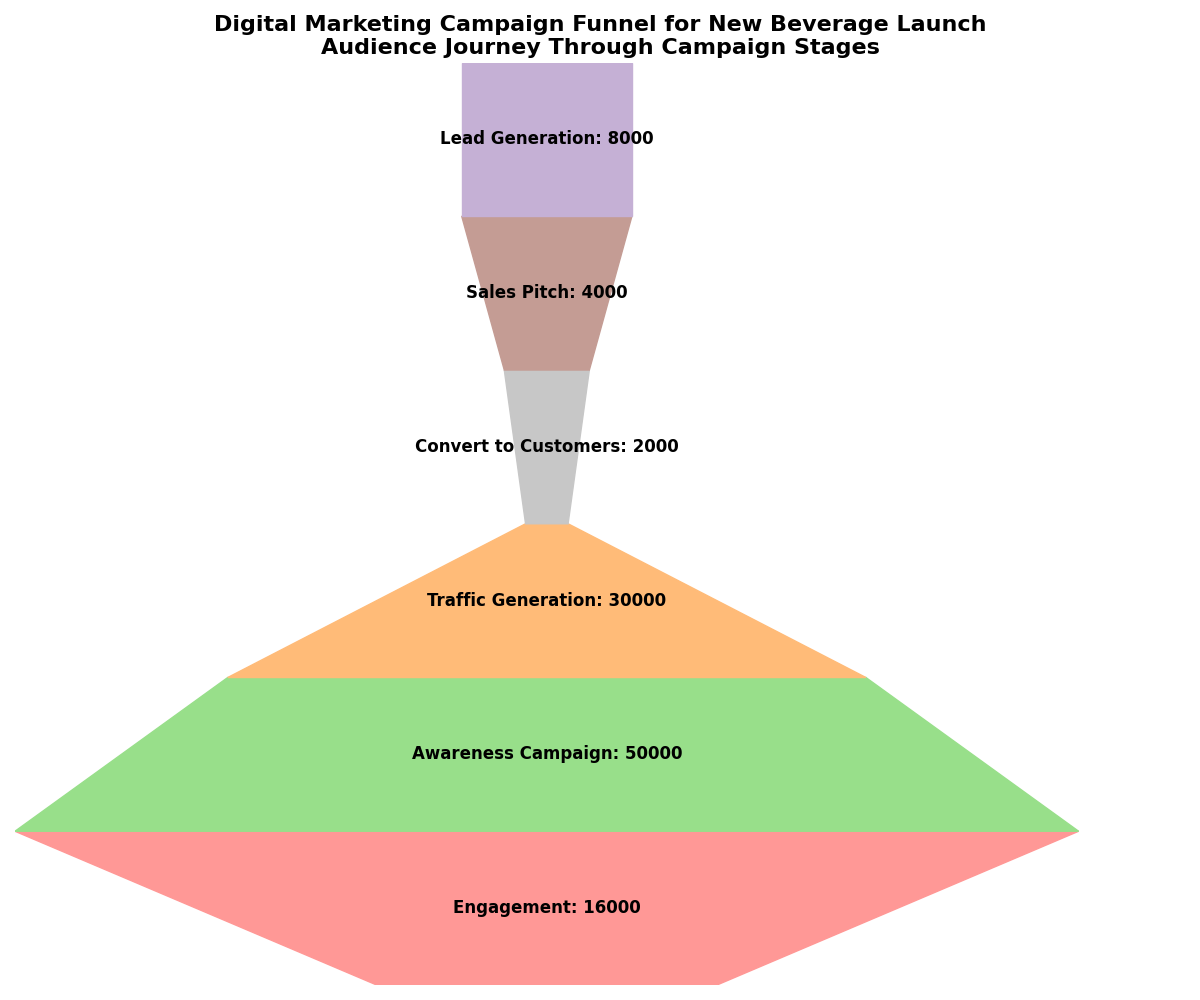 Digital Marketing Campaign Funnel for New Beverage Launch
Audience Journey Through Campaign Stages
Lead Generation: 8000
Sales Pitch: 4000
Convert to Customers: 2000
Traffic Generation: 30000
Awareness Campaign: 50000
Engagement: 16000